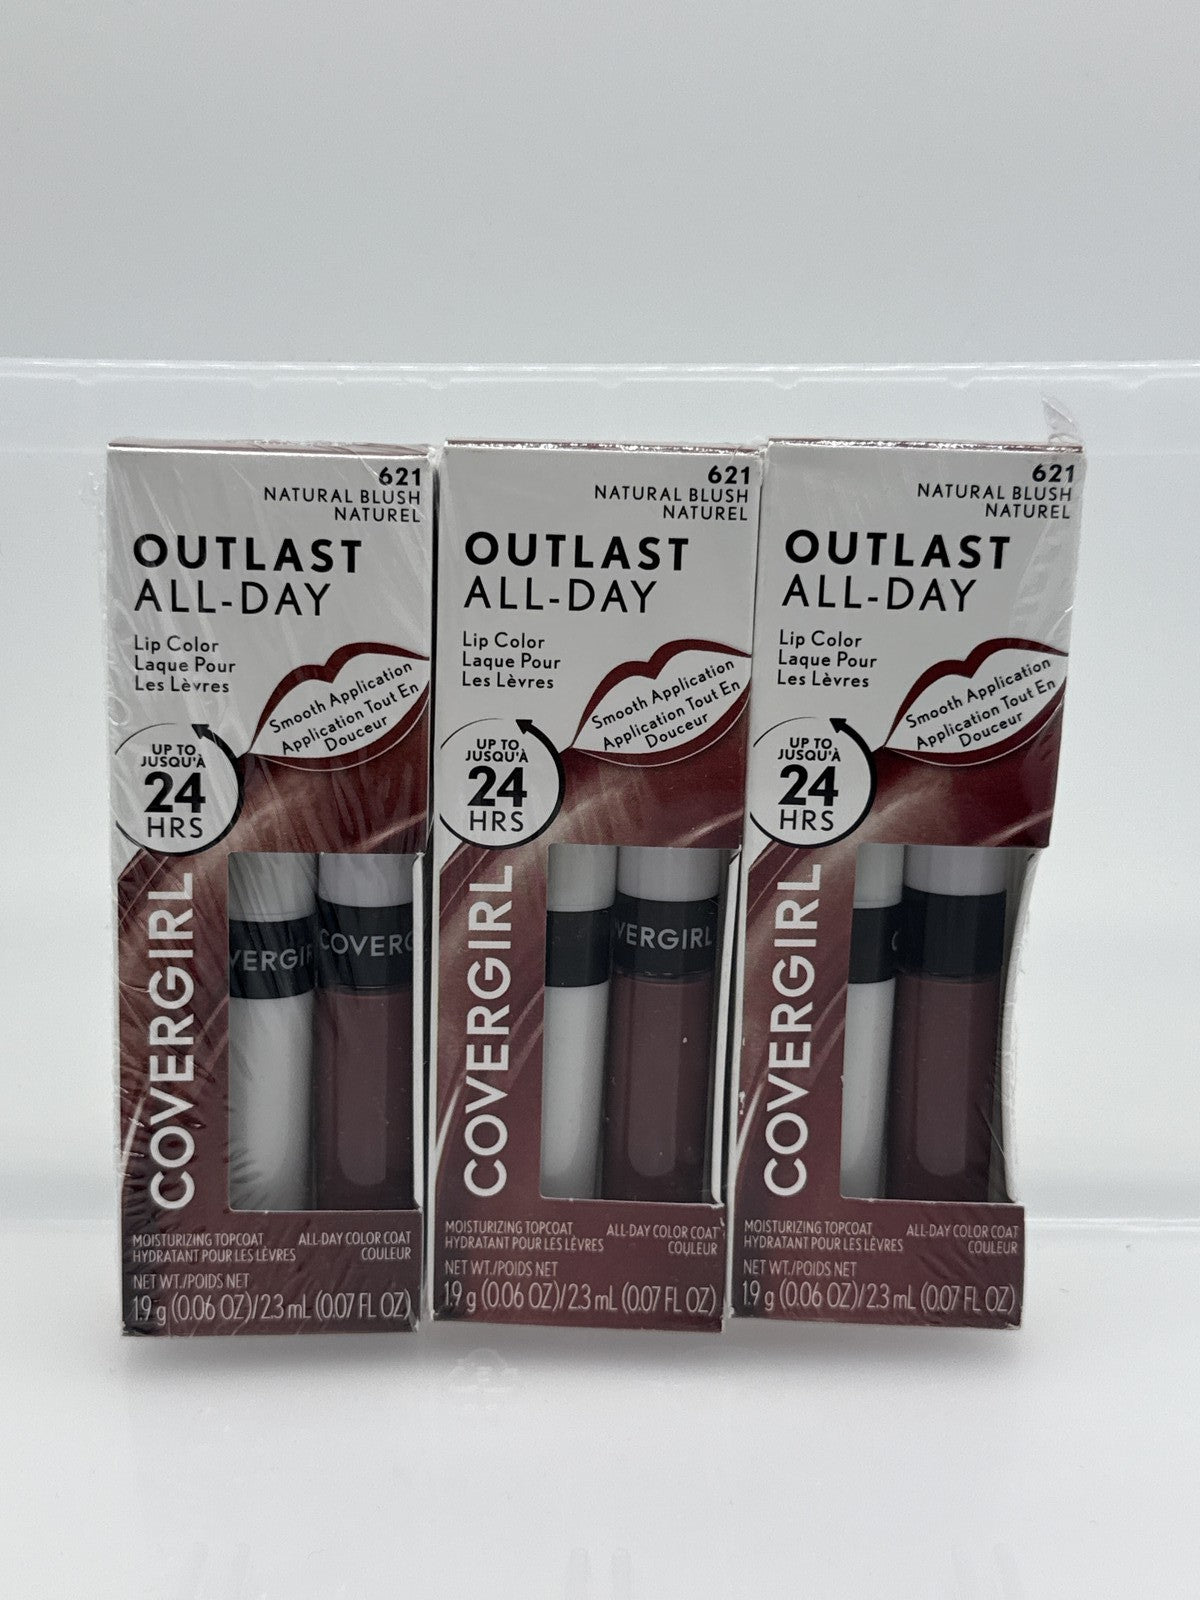 621
NATURAL BLUSH
NATUREL
OUTLAST
ALL-DAY
Lip Color
Laque Pour
Les Lèvres
Smooth Application
Application Tout En
Douceur
UP TO
JUSQU'À
24
HRS
COVERGIRL
VERGIR
COVERG
MOISTURIZING TOPCOAT
HYDRATANT POUR LES LÈVRES
ALL-DAY COLOR COAT
COULEUR
NET WT./POIDS NET
1.9 g (0.06 OZ)/2.3 mL (0.07 FL OZ)
621
NATURAL BLUSH
NATUREL
OUTLAST
ALL-DAY
Lip Color
Laque Pour
Les Lèvres
Smooth Application
Application Tout En
Douceur
UP TO
JUSQU'À
24
HRS
COVERGIRL
VERGIRL
MOISTURIZING TOPCOAT
HYDRATANT POUR LES LÈVRES
ALL-DAY COLOR COAT
COULEUR
NET WT./POIDS NET
1.9 g (0.06 OZ)/2.3 mL (0.07 FL OZ)
621
NATURAL BLUSH
NATUREL
OUTLAST
ALL-DAY
Lip Color
Laque Pour
Les Lèvres
Smooth Application
Application Tout En
Douceur
UP TO
JUSQU'À
24
HRS
COVERGIRL
C
MOISTURIZING TOPCOAT
HYDRATANT POUR LES LÈVRES
ALL-DAY COLOR COAT
COULEUR
NET WT./POIDS NET
1.9 g (0.06 OZ)/2.3 mL (0.07 FL OZ)